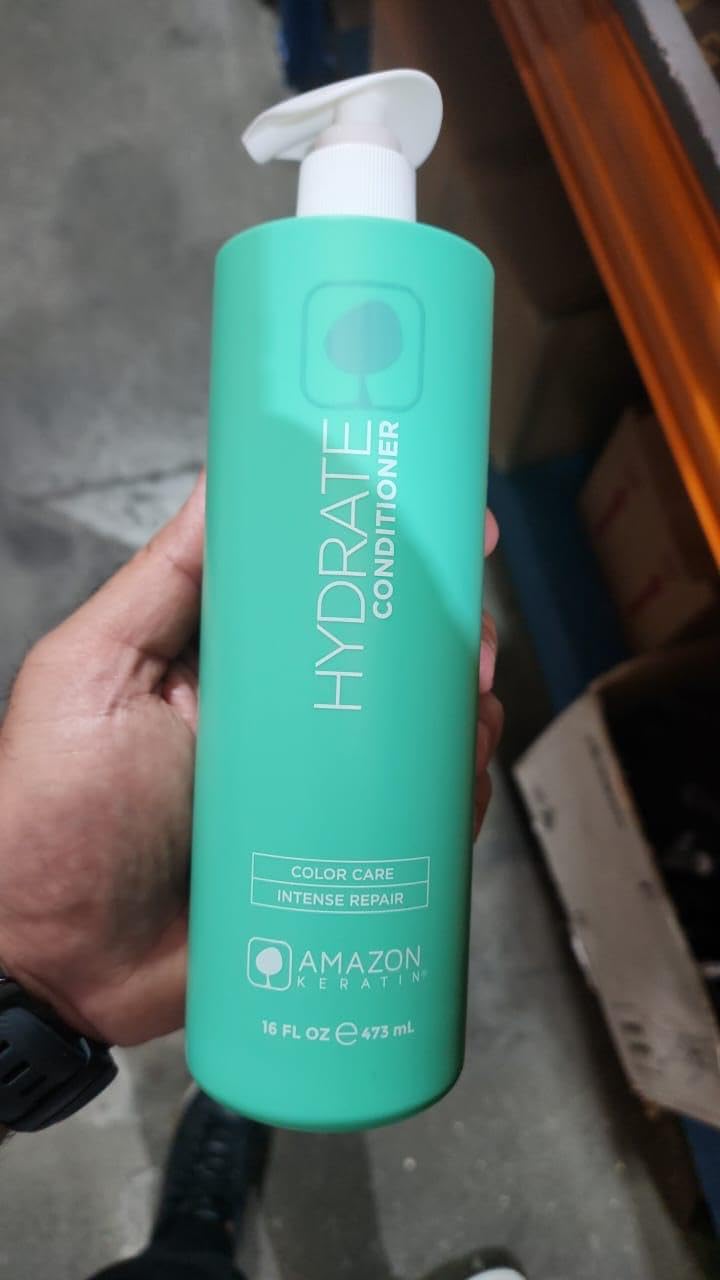 HYDRATE
CONDITIONER
COLOR CARE
INTENSE REPAIR
AMAZON
KERATIN®
16 FL OZ ℮ 473 mL